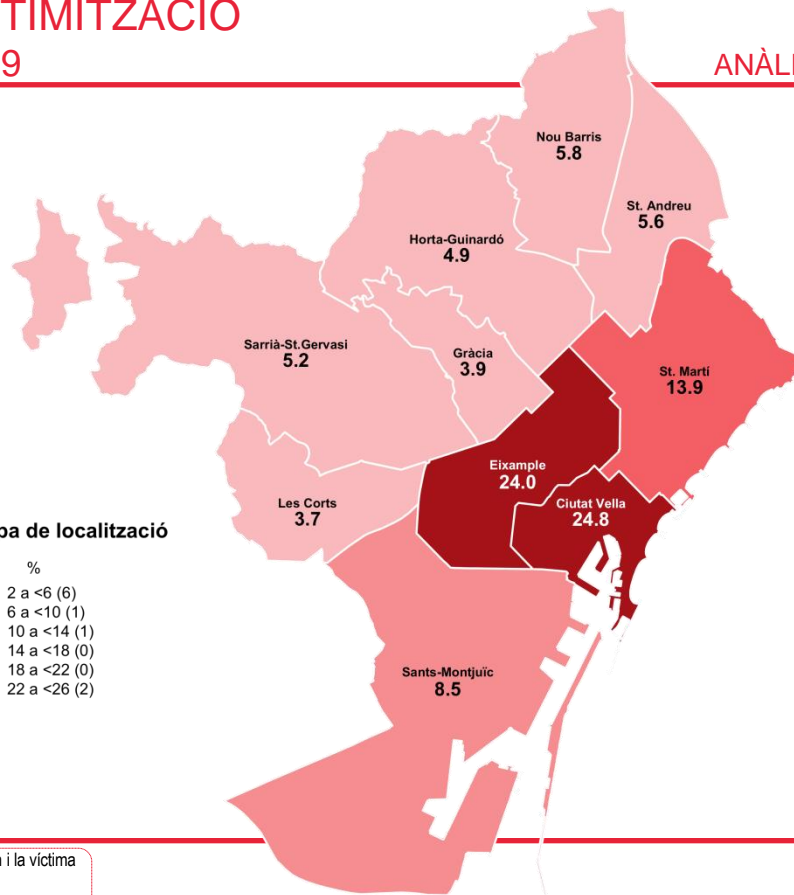 TIMITZACIÓ
9
ANÀLI
Nou Barris
5.8
St. Andreu
5.6
Horta-Guinardó
4.9
Sarrià-St.Gervasi
5.2
Gràcia
3.9
St. Martí
13.9
Eixample
24.0
Ciutat Vella
24.8
Les Corts
3.7
pa de localització
%
2 a <6 (6)
6 a <10 (1)
10 a <14 (1)
14 a <18 (0)
18 a <22 (0)
22 a <26 (2)
Sants-Montjuïc
8.5
i la víctima